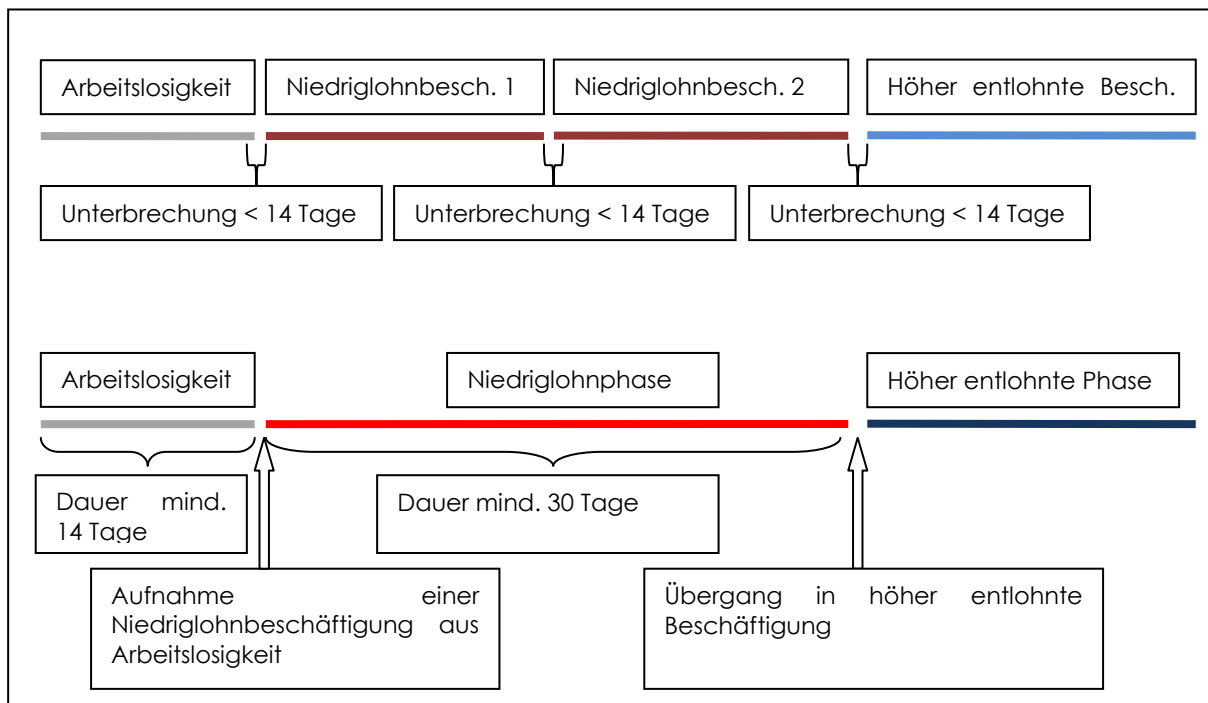 Arbeitslosigkeit
Niedriglohnbesch. 1
Niedriglohnbesch. 2
Höher entlohnte Besch.
Unterbrechung < 14 Tage
Unterbrechung < 14 Tage
Unterbrechung < 14 Tage
Arbeitslosigkeit
Niedriglohnphase
Höher entlohnte Phase
Dauer mind.
14 Tage
Dauer mind. 30 Tage
Aufnahme einer
Niedriglohnbeschäftigung aus
Arbeitslosigkeit
Übergang in höher entlohnte
Beschäftigung